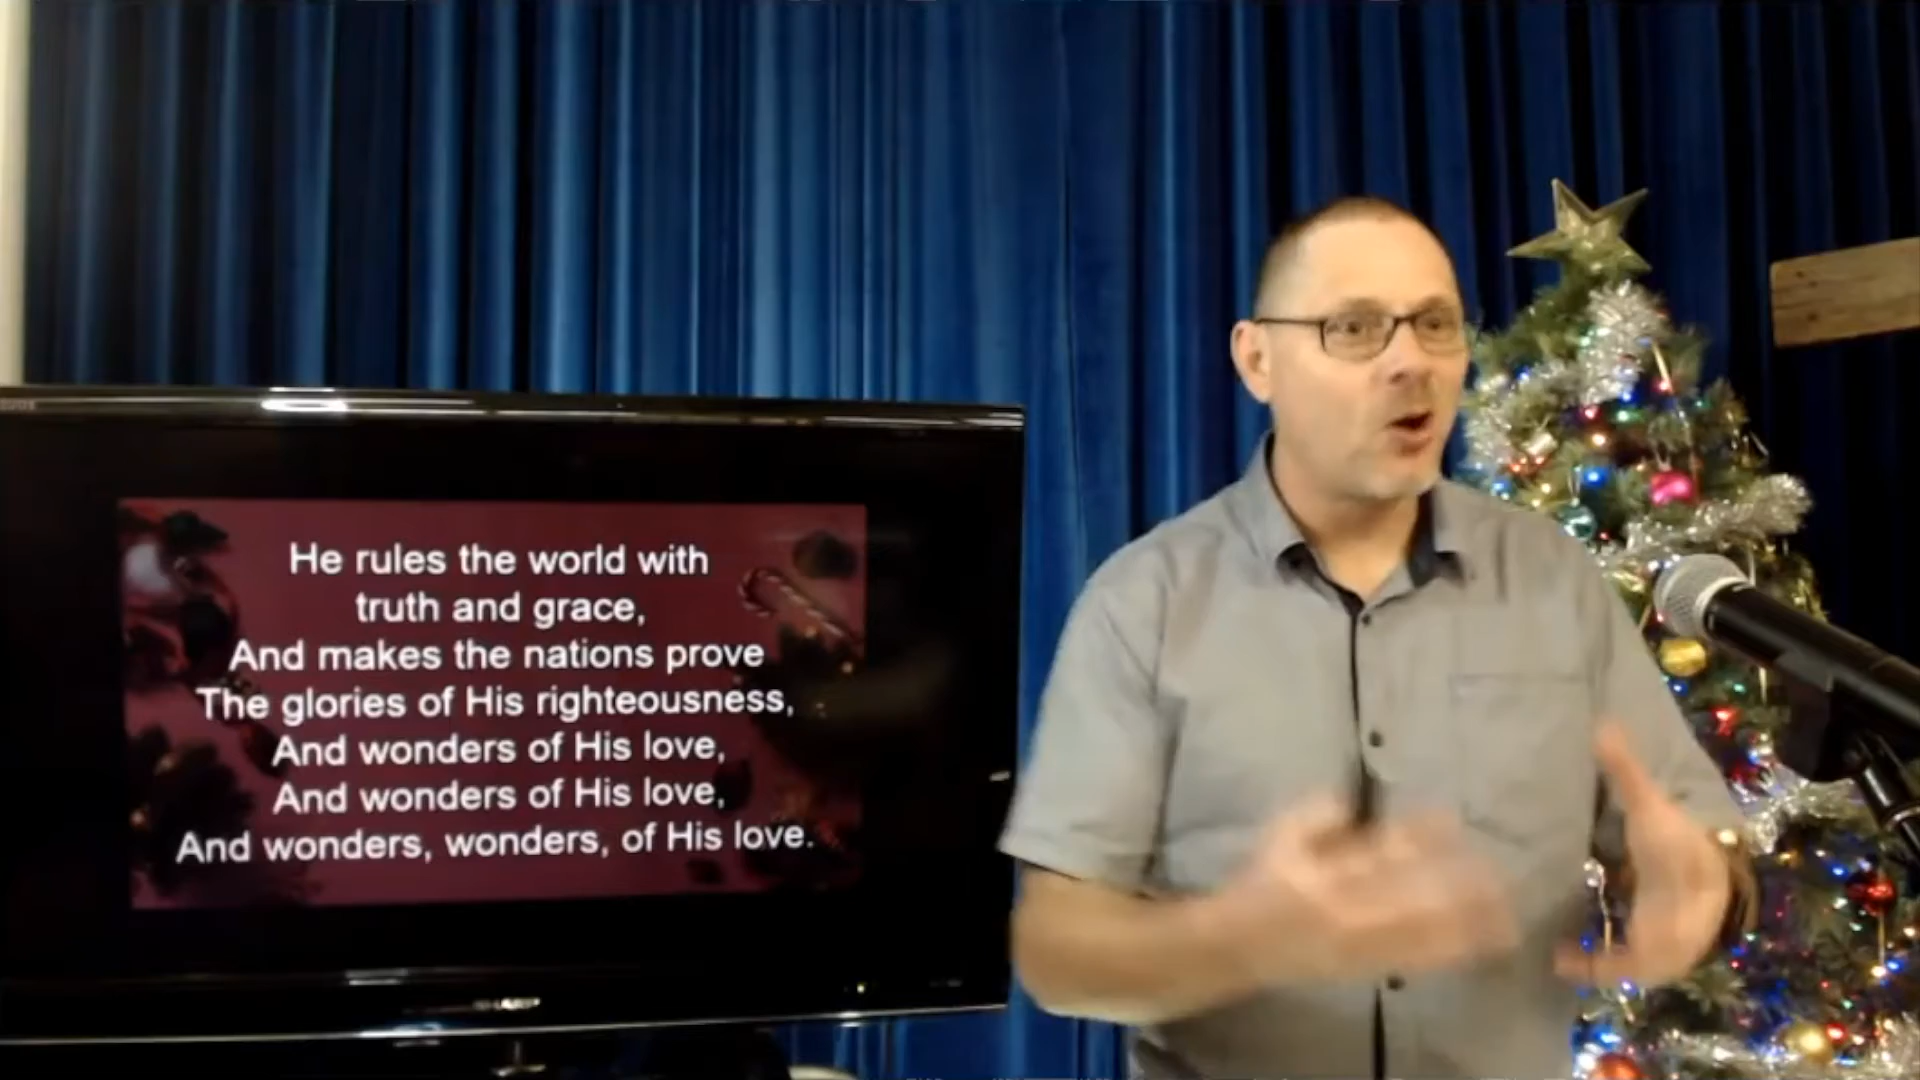 He rules the world with
truth and grace,
And makes the nations prove
The glories of His righteousness,
And wonders of His love,
And wonders of His love,
And wonders, wonders, of His love.
SHARP